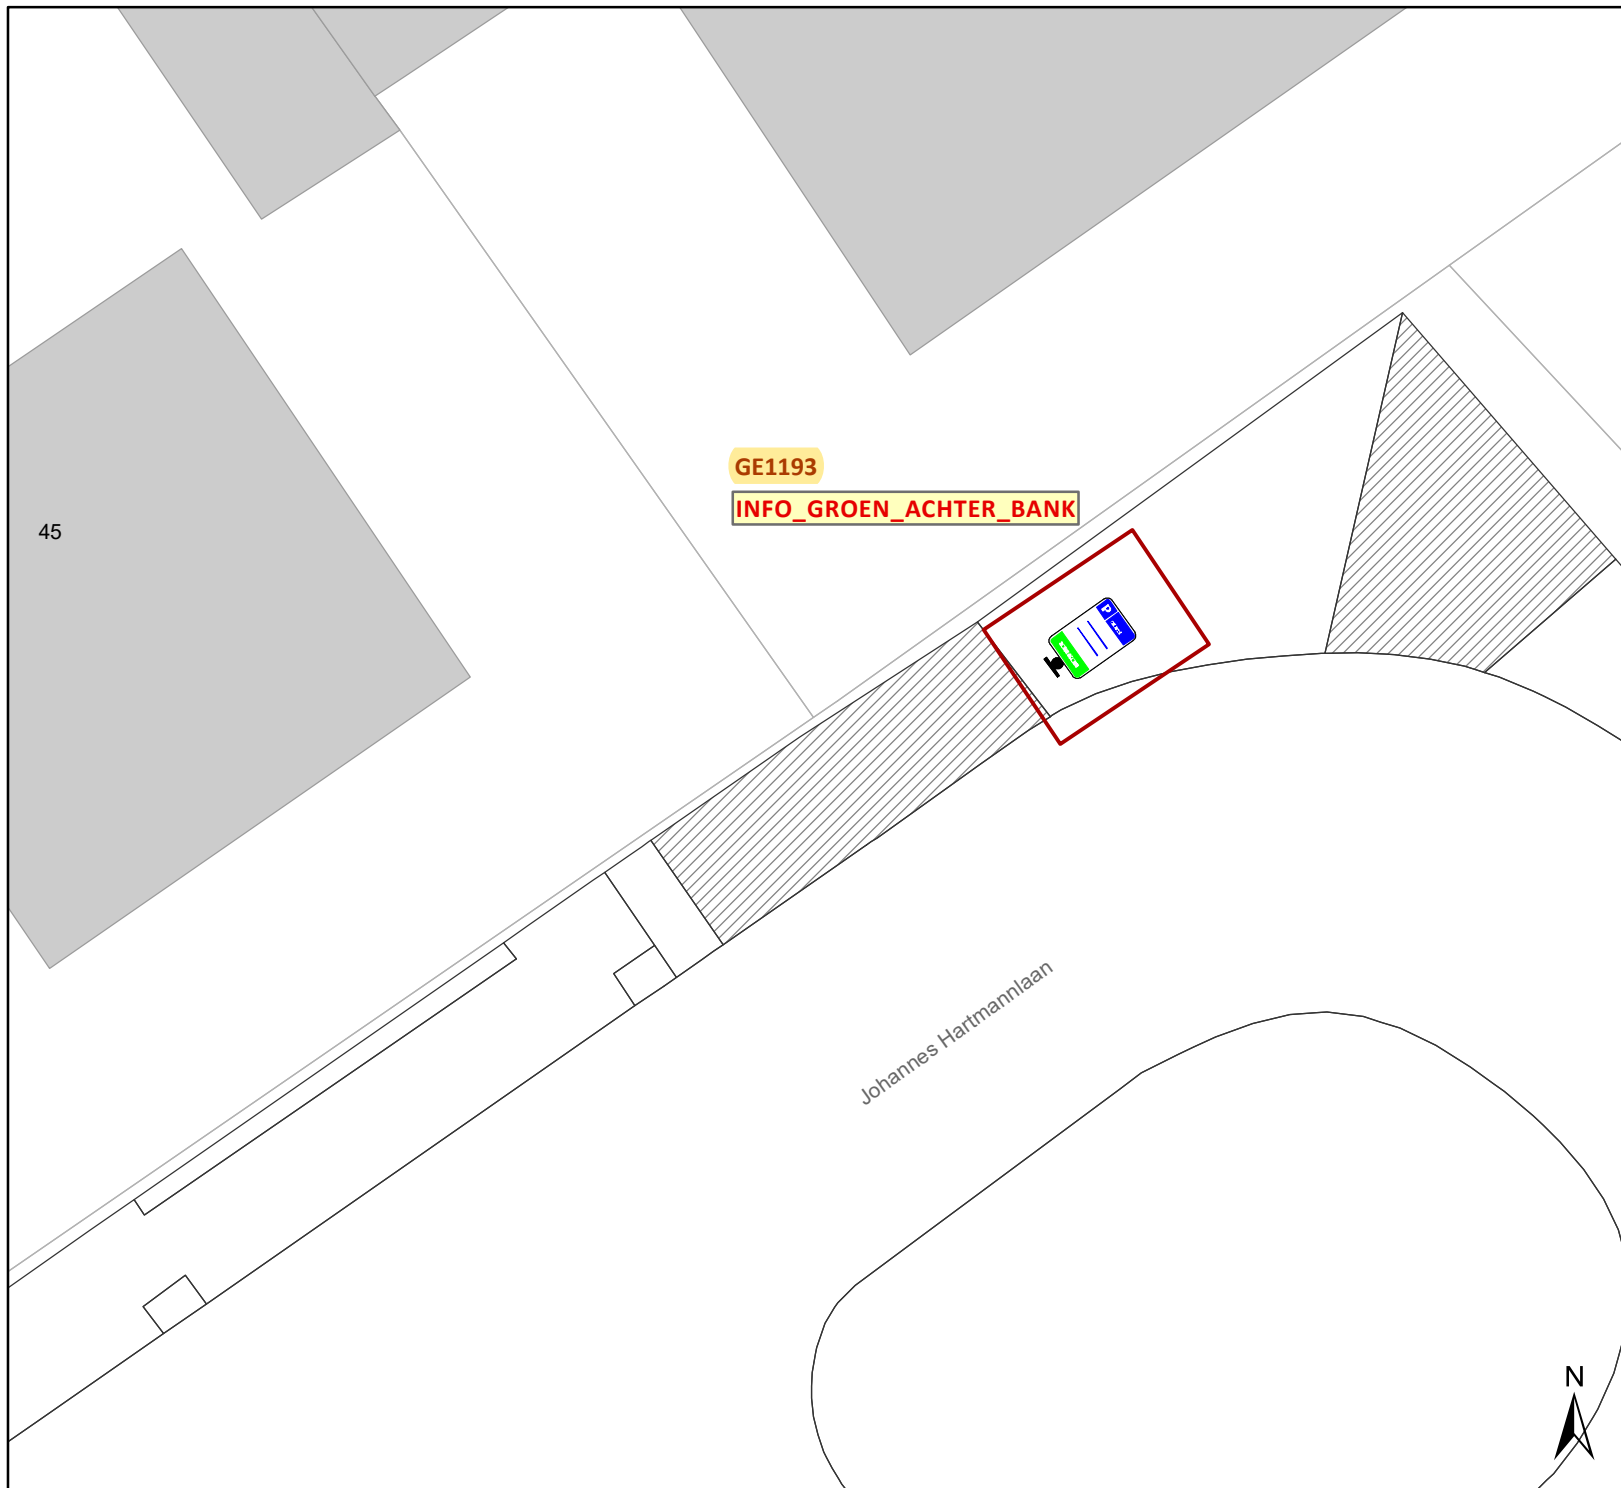 GE1193
INFO_GROEN_ACHTER_BANK
45
P
Johannes Hartmannlaan
N